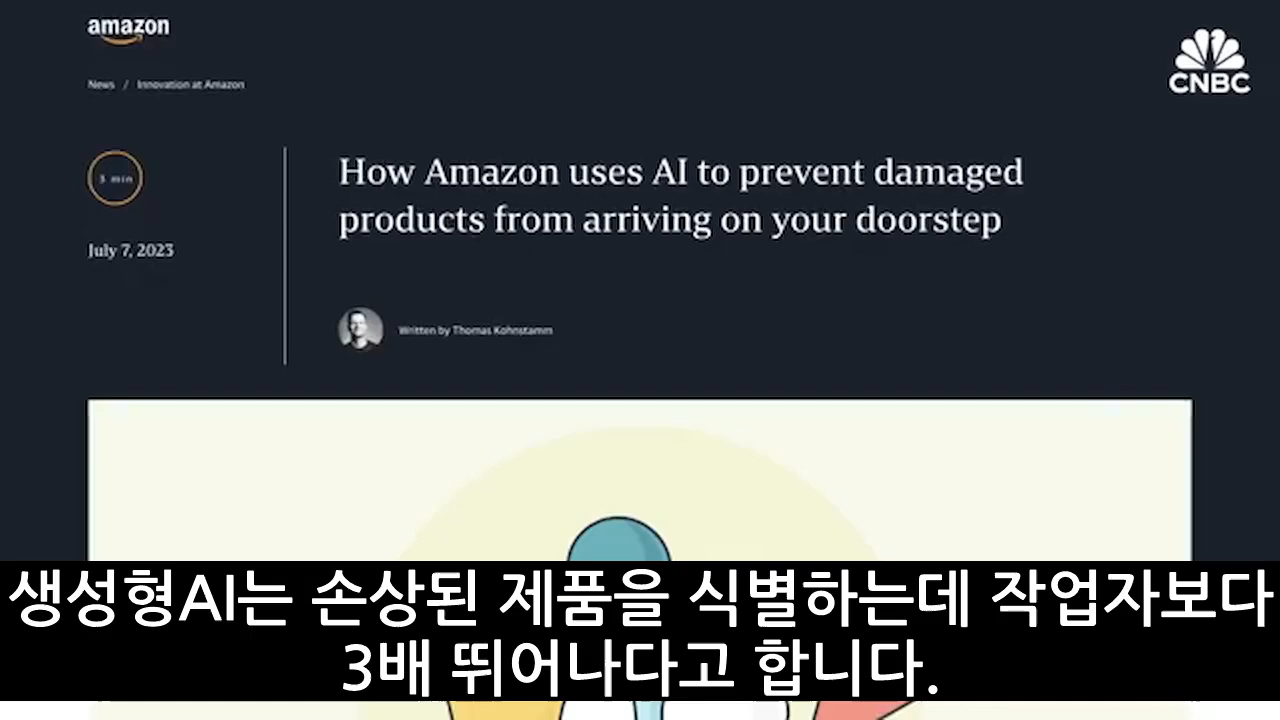 amazon
CNBC
News / Innovation at Amazon
3 min
July 7, 2023
How Amazon uses AI to prevent damaged
products from arriving on your doorstep
Written by Thomas Kohnstamm
생성형AI는 손상된 제품을 식별하는데 작업자보다
3배 뛰어나다고 합니다.